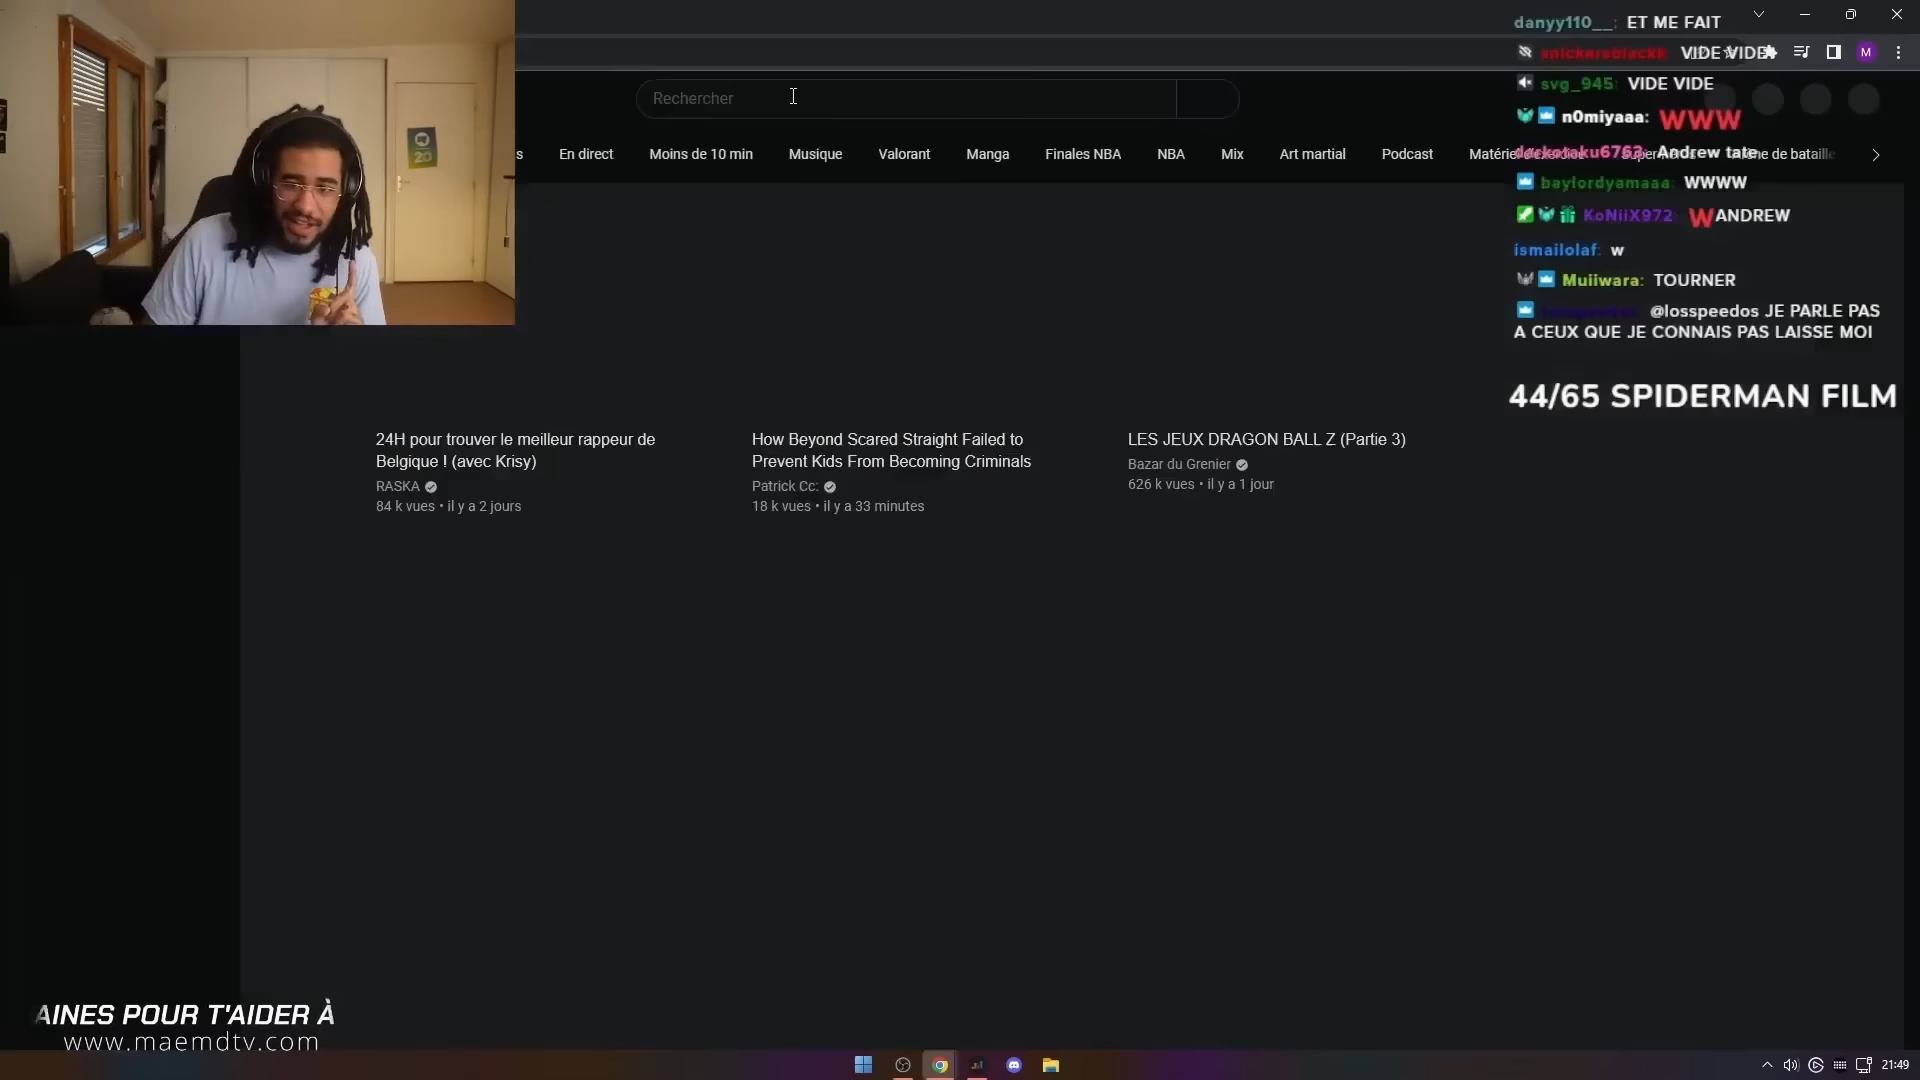 danyy110__: ET ME FAIT
VIDE VIDE
svg_945: VIDE VIDE
n0miyaaa: WWW
Andrew tate
baylordyamaaa: WWWW
KoNiiX972: W ANDREW
ismailolaf: w
Muiiwara: TOURNER
@losspeedos JE PARLE PAS
A CEUX QUE JE CONNAIS PAS LAISSE MOI
44/65 SPIDERMAN FILM
M
Rechercher
s En direct Moins de 10 min Musique Valorant Manga Finales NBA NBA Mix Art martial Podcast
20
24H pour trouver le meilleur rappeur de
Belgique ! (avec Krisy)
RASKA
84 k vues • il y a 2 jours
How Beyond Scared Straight Failed to
Prevent Kids From Becoming Criminals
Patrick Cc:
18 k vues • il y a 33 minutes
LES JEUX DRAGON BALL Z (Partie 3)
Bazar du Grenier
626 k vues • il y a 1 jour
AINES POUR T'AIDER À
www.maemdtv.com
21:49